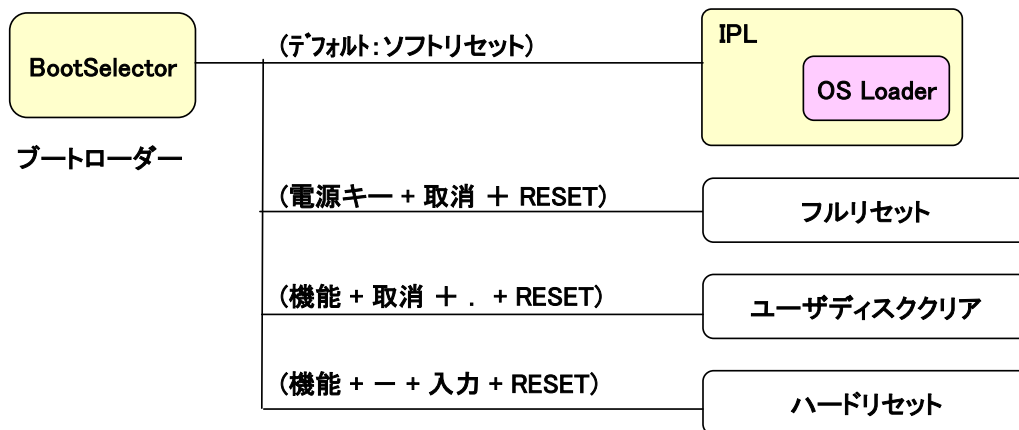 BootSelector
ブートローダー
(ﾃﾞﾌｫﾙﾄ:ソフトリセット)
IPL
OS Loader
(電源キー + 取消 ＋ RESET)
フルリセット
(機能 + 取消 ＋ . + RESET)
ユーザディスククリア
(機能 + － + 入力 + RESET)
ハードリセット